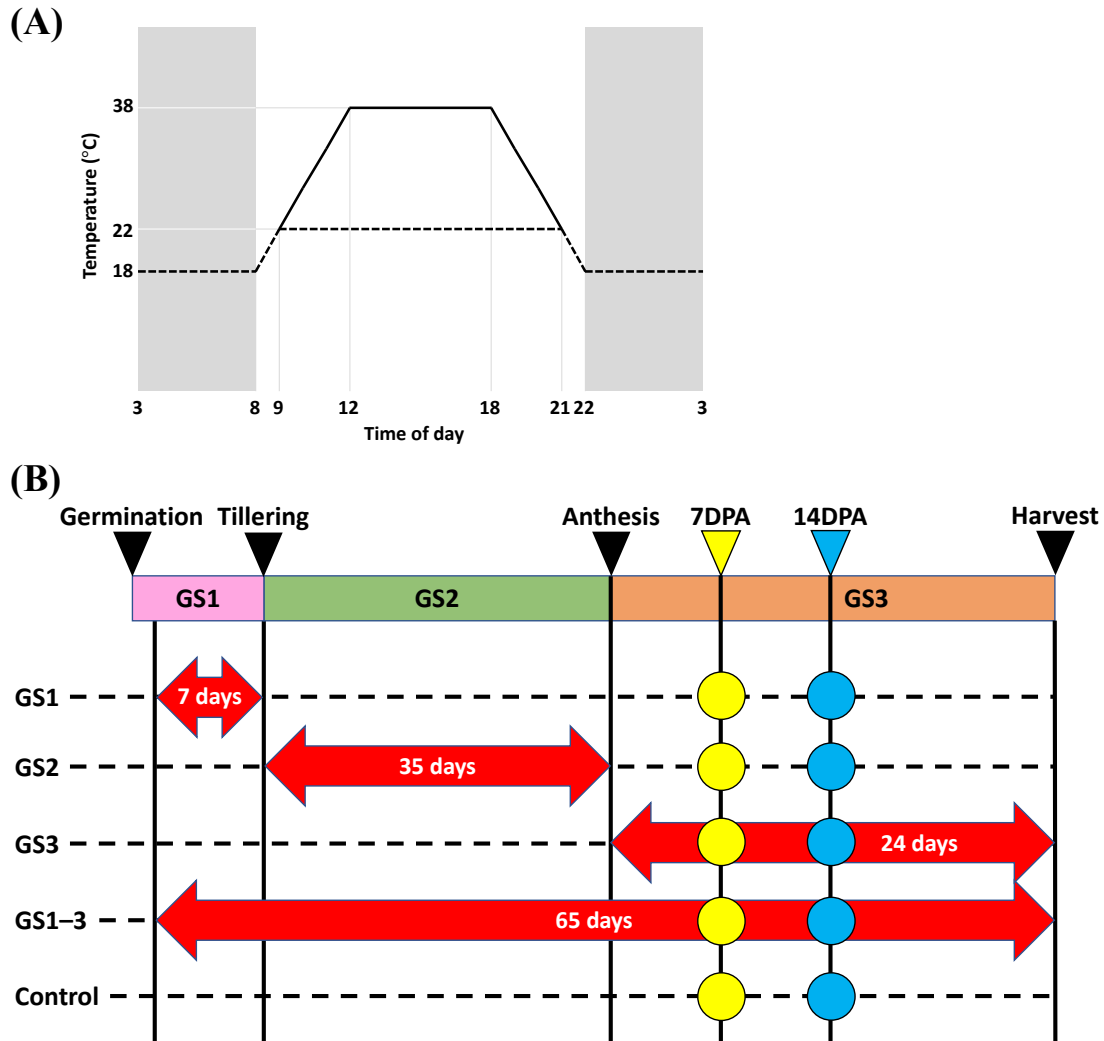 (A)
38
22
18
Temperature (°C)
3 8 9 12 18 21 22 3
Time of day
(B)
Germination Tillering Anthesis 7DPA 14DPA Harvest
GS1 GS2 GS3
GS1 7 days
GS2 35 days
GS3 24 days
GS1–3 65 days
Control